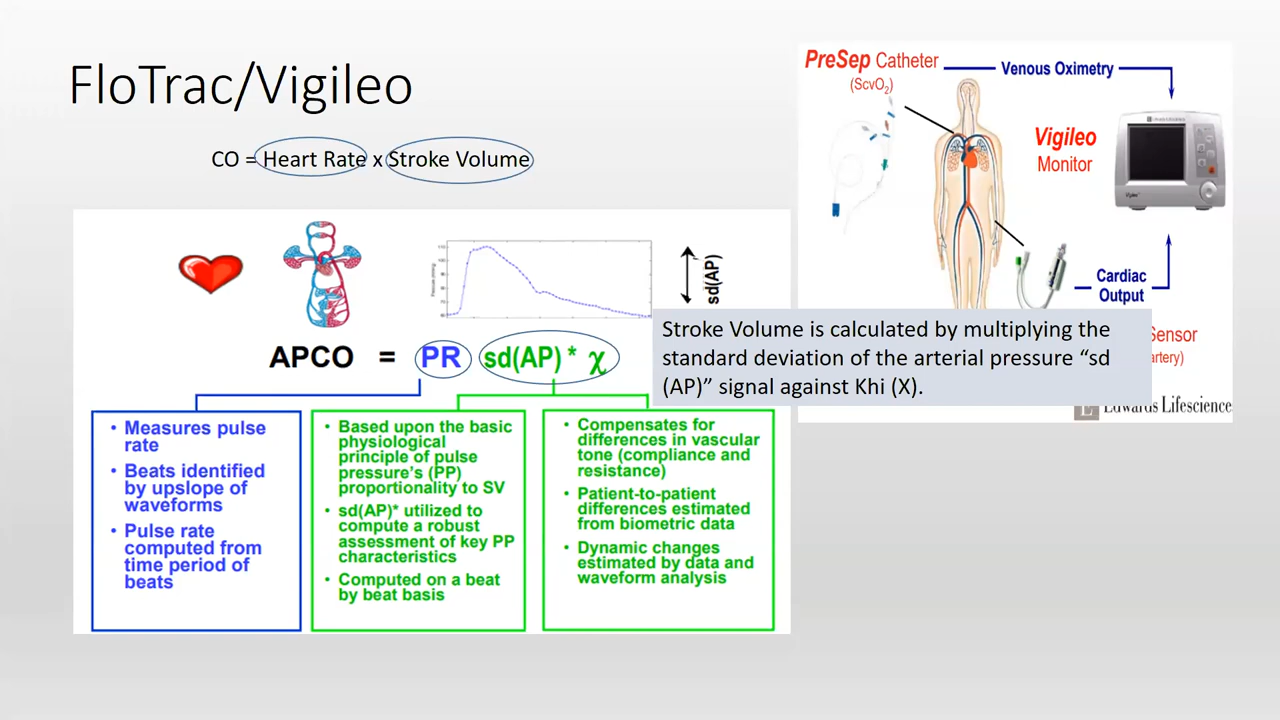 FloTrac/Vigileo
CO = Heart Rate x Stroke Volume
PreSep Catheter
(ScvO₂)
Venous Oximetry
Vigileo
Monitor
Vigileo
Cardiac
Output
Sensor
artery)
Edwards Lifescience
sd(AP)
APCO = PR sd(AP) * χ
Stroke Volume is calculated by multiplying the
standard deviation of the arterial pressure “sd
(AP)” signal against Khi (X).
• Measures pulse
rate
• Beats identified
by upslope of
waveforms
• Pulse rate
computed from
time period of
beats
• Based upon the basic
physiological
principle of pulse
pressure's (PP)
proportionality to SV
• sd(AP)* utilized to
compute a robust
assessment of key PP
characteristics
• Computed on a beat
by beat basis
• Compensates for
differences in vascular
tone (compliance and
resistance)
• Patient-to-patient
differences estimated
from biometric data
• Dynamic changes
estimated by data and
waveform analysis